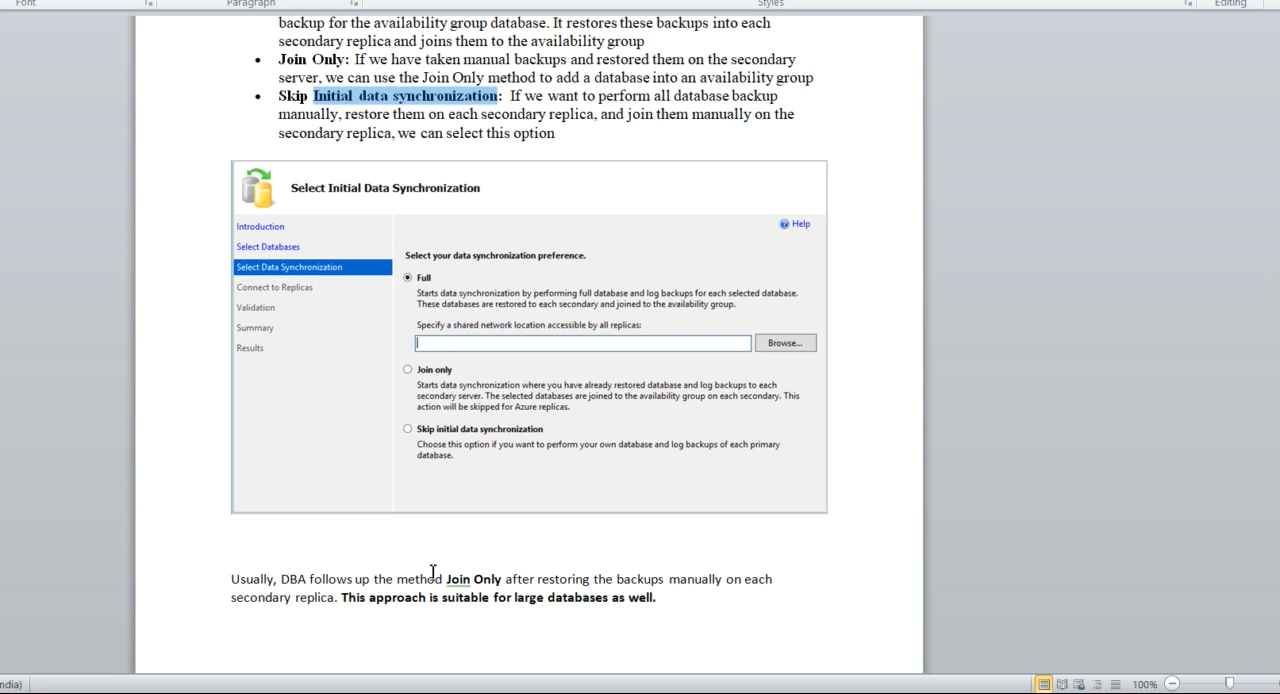 Font
Paragraph
Styles
Editing
backup for the availability group database. It restores these backups into each
secondary replica and joins them to the availability group
• Join Only: If we have taken manual backups and restored them on the secondary
server, we can use the Join Only method to add a database into an availability group
• Skip Initial data synchronization: If we want to perform all database backup
manually, restore them on each secondary replica, and join them manually on the
secondary replica, we can select this option
Select Initial Data Synchronization
Introduction
Select Databases
Select Data Synchronization
Connect to Replicas
Validation
Summary
Results
Help
Select your data synchronization preference.
Full
Starts data synchronization by performing full database and log backups for each selected database.
These databases are restored to each secondary and joined to the availability group.
Specify a shared network location accessible by all replicas:
Browse...
Join only
Starts data synchronization where you have already restored database and log backups to each
secondary server. The selected databases are joined to the availability group on each secondary. This
action will be skipped for Azure replicas.
Skip initial data synchronization
Choose this option if you want to perform your own database and log backups of each primary
database.
Usually, DBA follows up the method Join Only after restoring the backups manually on each
secondary replica. This approach is suitable for large databases as well.
ndia)
100%